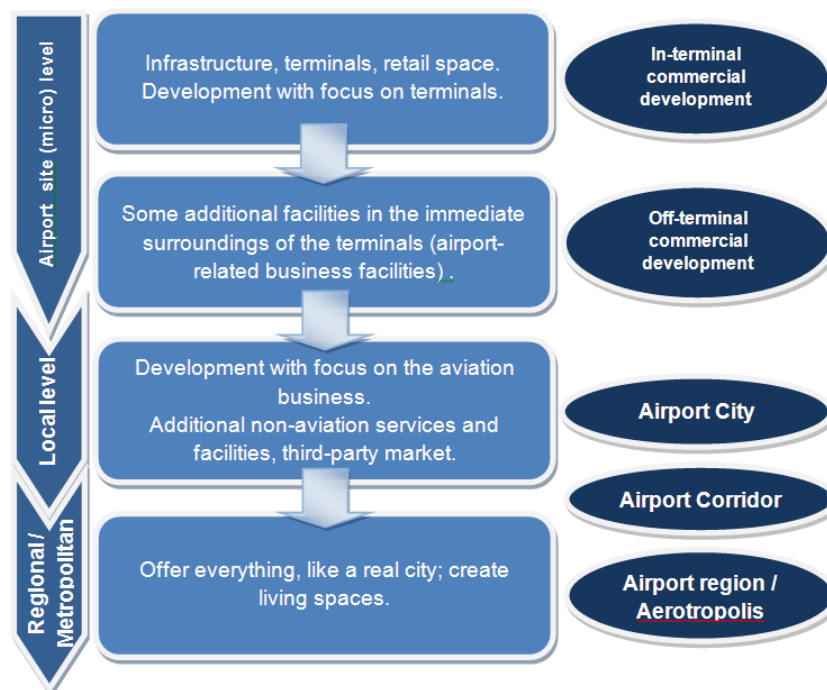 Airport site (micro) level
Infrastructure, terminals, retail space.
Development with focus on terminals.
In-terminal
commercial
development
Some additional facilities in the immediate
surroundings of the terminals (airport-
related business facilities) .
Off-terminal
commercial
development
Local level
Development with focus on the aviation
business.
Additional non-aviation services and
facilities, third-party market.
Airport City
Airport Corridor
Regional /
Metropolitan
Offer everything, like a real city; create
living spaces.
Airport region /
Aerotropolis